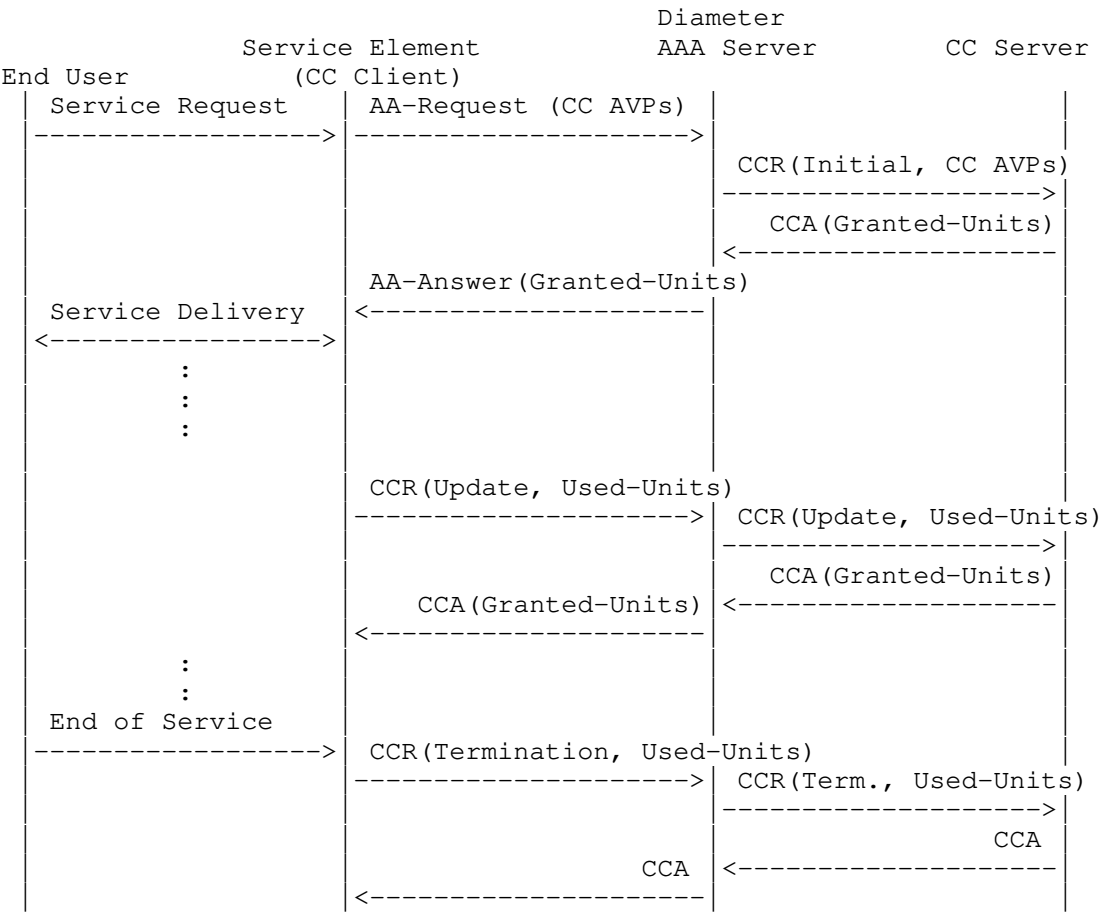 Diameter
Service Element AAA Server CC Server
End User (CC Client)
Service Request AA-Request (CC AVPs)
CCR(Initial, CC AVPs)
CCA(Granted-Units)
AA-Answer(Granted-Units)
Service Delivery
:
:
:
CCR(Update, Used-Units)
CCR(Update, Used-Units)
CCA(Granted-Units)
CCA(Granted-Units)
:
:
End of Service
CCR(Termination, Used-Units)
CCR(Term., Used-Units)
CCA
CCA